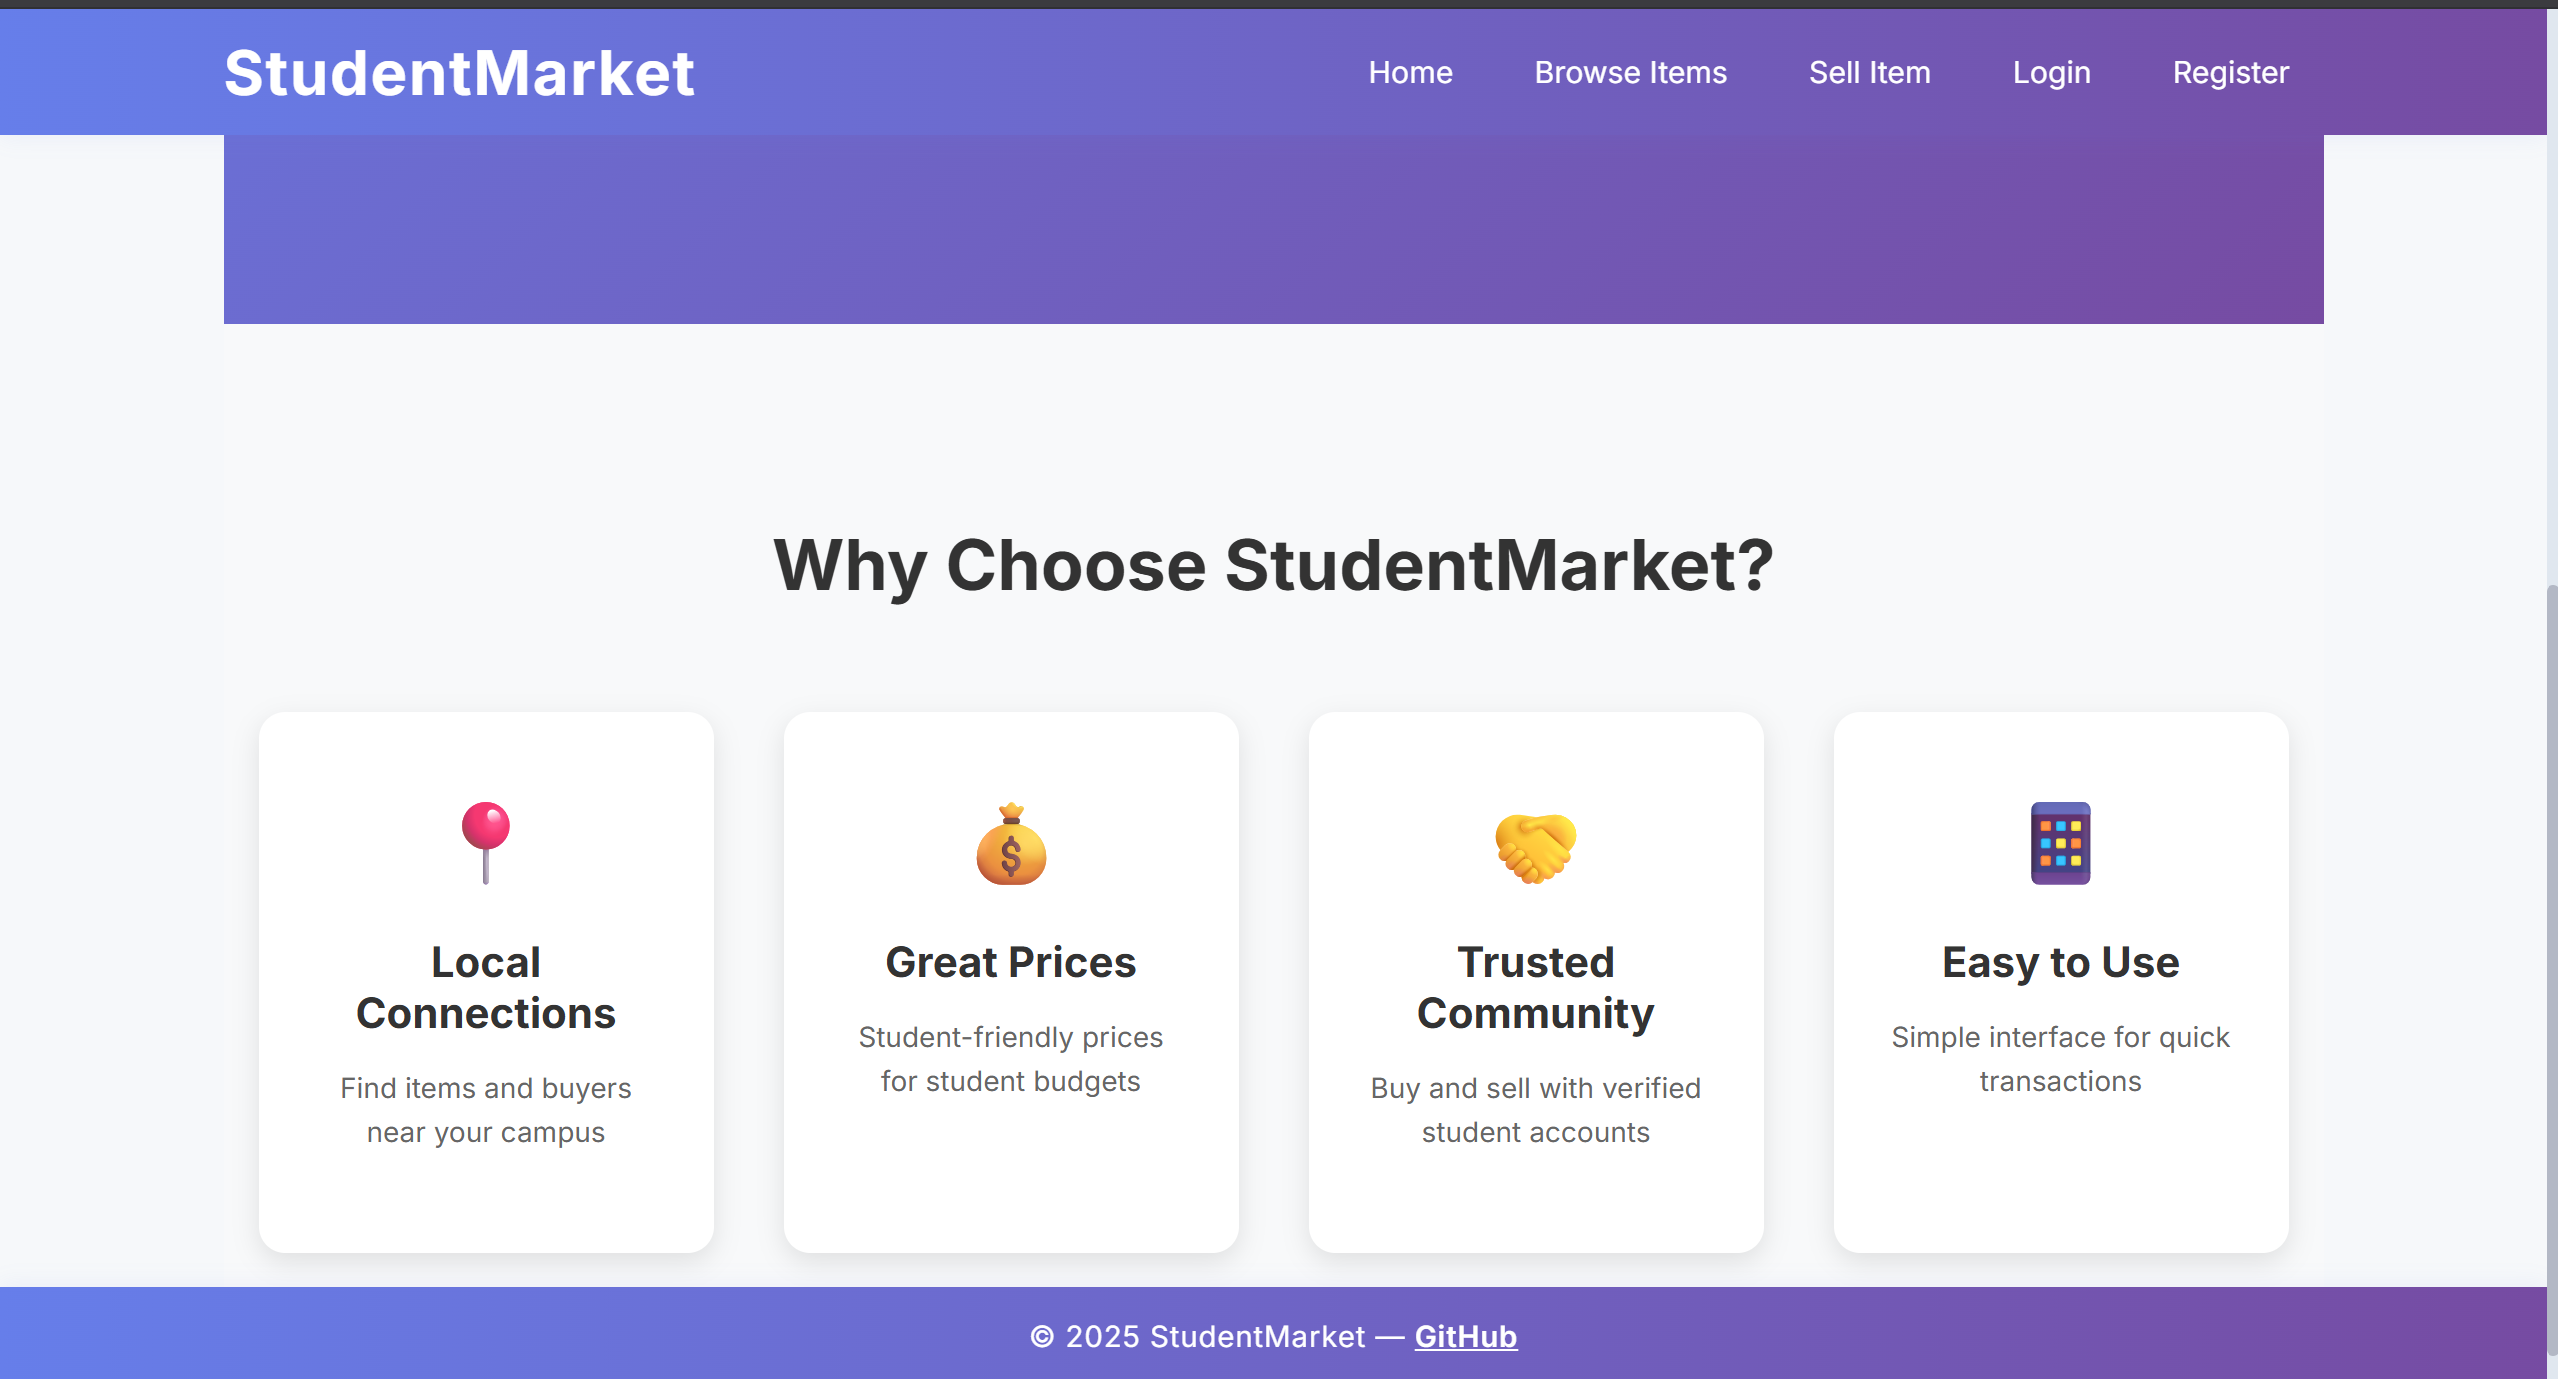 StudentMarket
Home Browse Items Sell Item Login Register
Why Choose StudentMarket?
Local
Connections
Find items and buyers
near your campus
Great Prices
Student-friendly prices
for student budgets
Trusted
Community
Buy and sell with verified
student accounts
Easy to Use
Simple interface for quick
transactions
© 2025 StudentMarket — GitHub